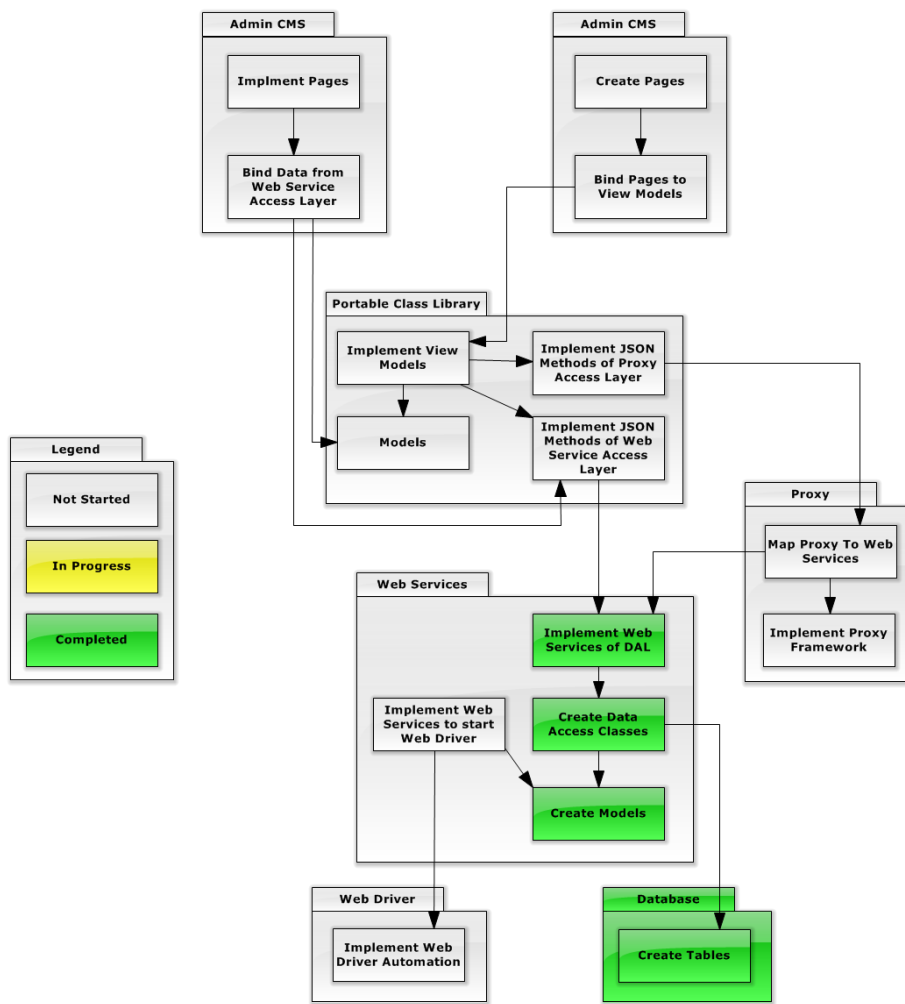 Admin CMS
Implment Pages
Bind Data from
Web Service
Access Layer
Admin CMS
Create Pages
Bind Pages to
View Models
Portable Class Library
Implement View
Models
Implement JSON
Methods of Proxy
Access Layer
Models
Implement JSON
Methods of Web
Service Access
Layer
Legend
Not Started
In Progress
Completed
Proxy
Map Proxy To Web
Services
Implement Proxy
Framework
Web Services
Implement Web
Services of DAL
Implement Web
Services to start
Web Driver
Create Data
Access Classes
Create Models
Web Driver
Implement Web
Driver Automation
Database
Create Tables